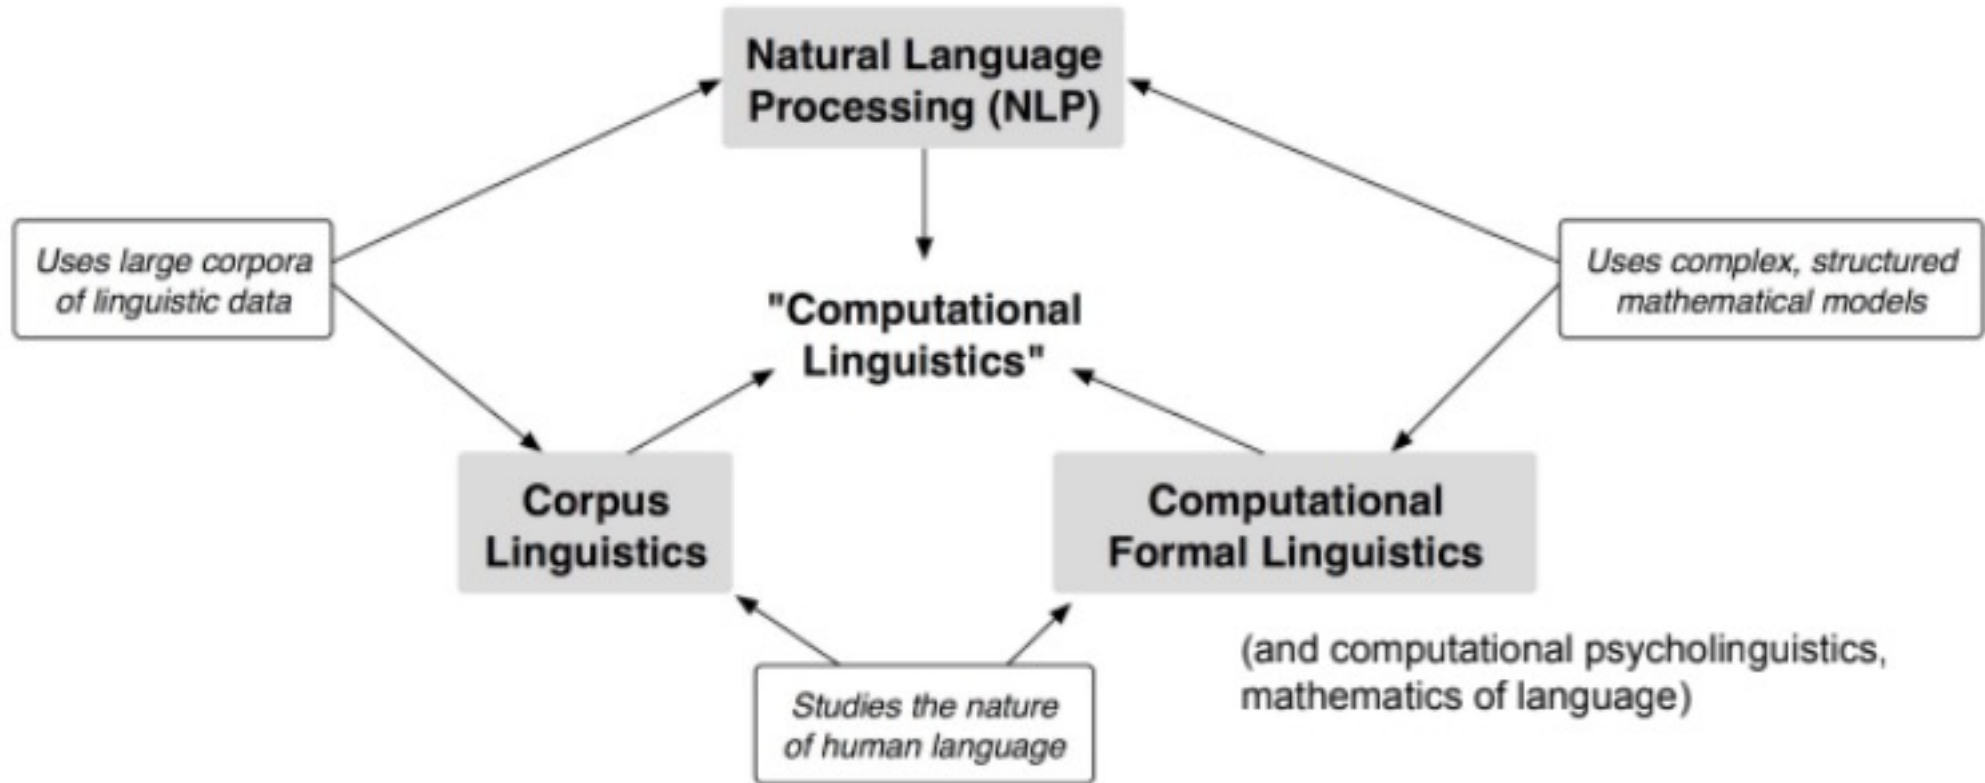 Natural Language
Processing (NLP)
Uses large corpora
of linguistic data
Uses complex, structured
mathematical models
"Computational
Linguistics"
Corpus
Linguistics
Computational
Formal Linguistics
(and computational psycholinguistics,
mathematics of language)
Studies the nature
of human language